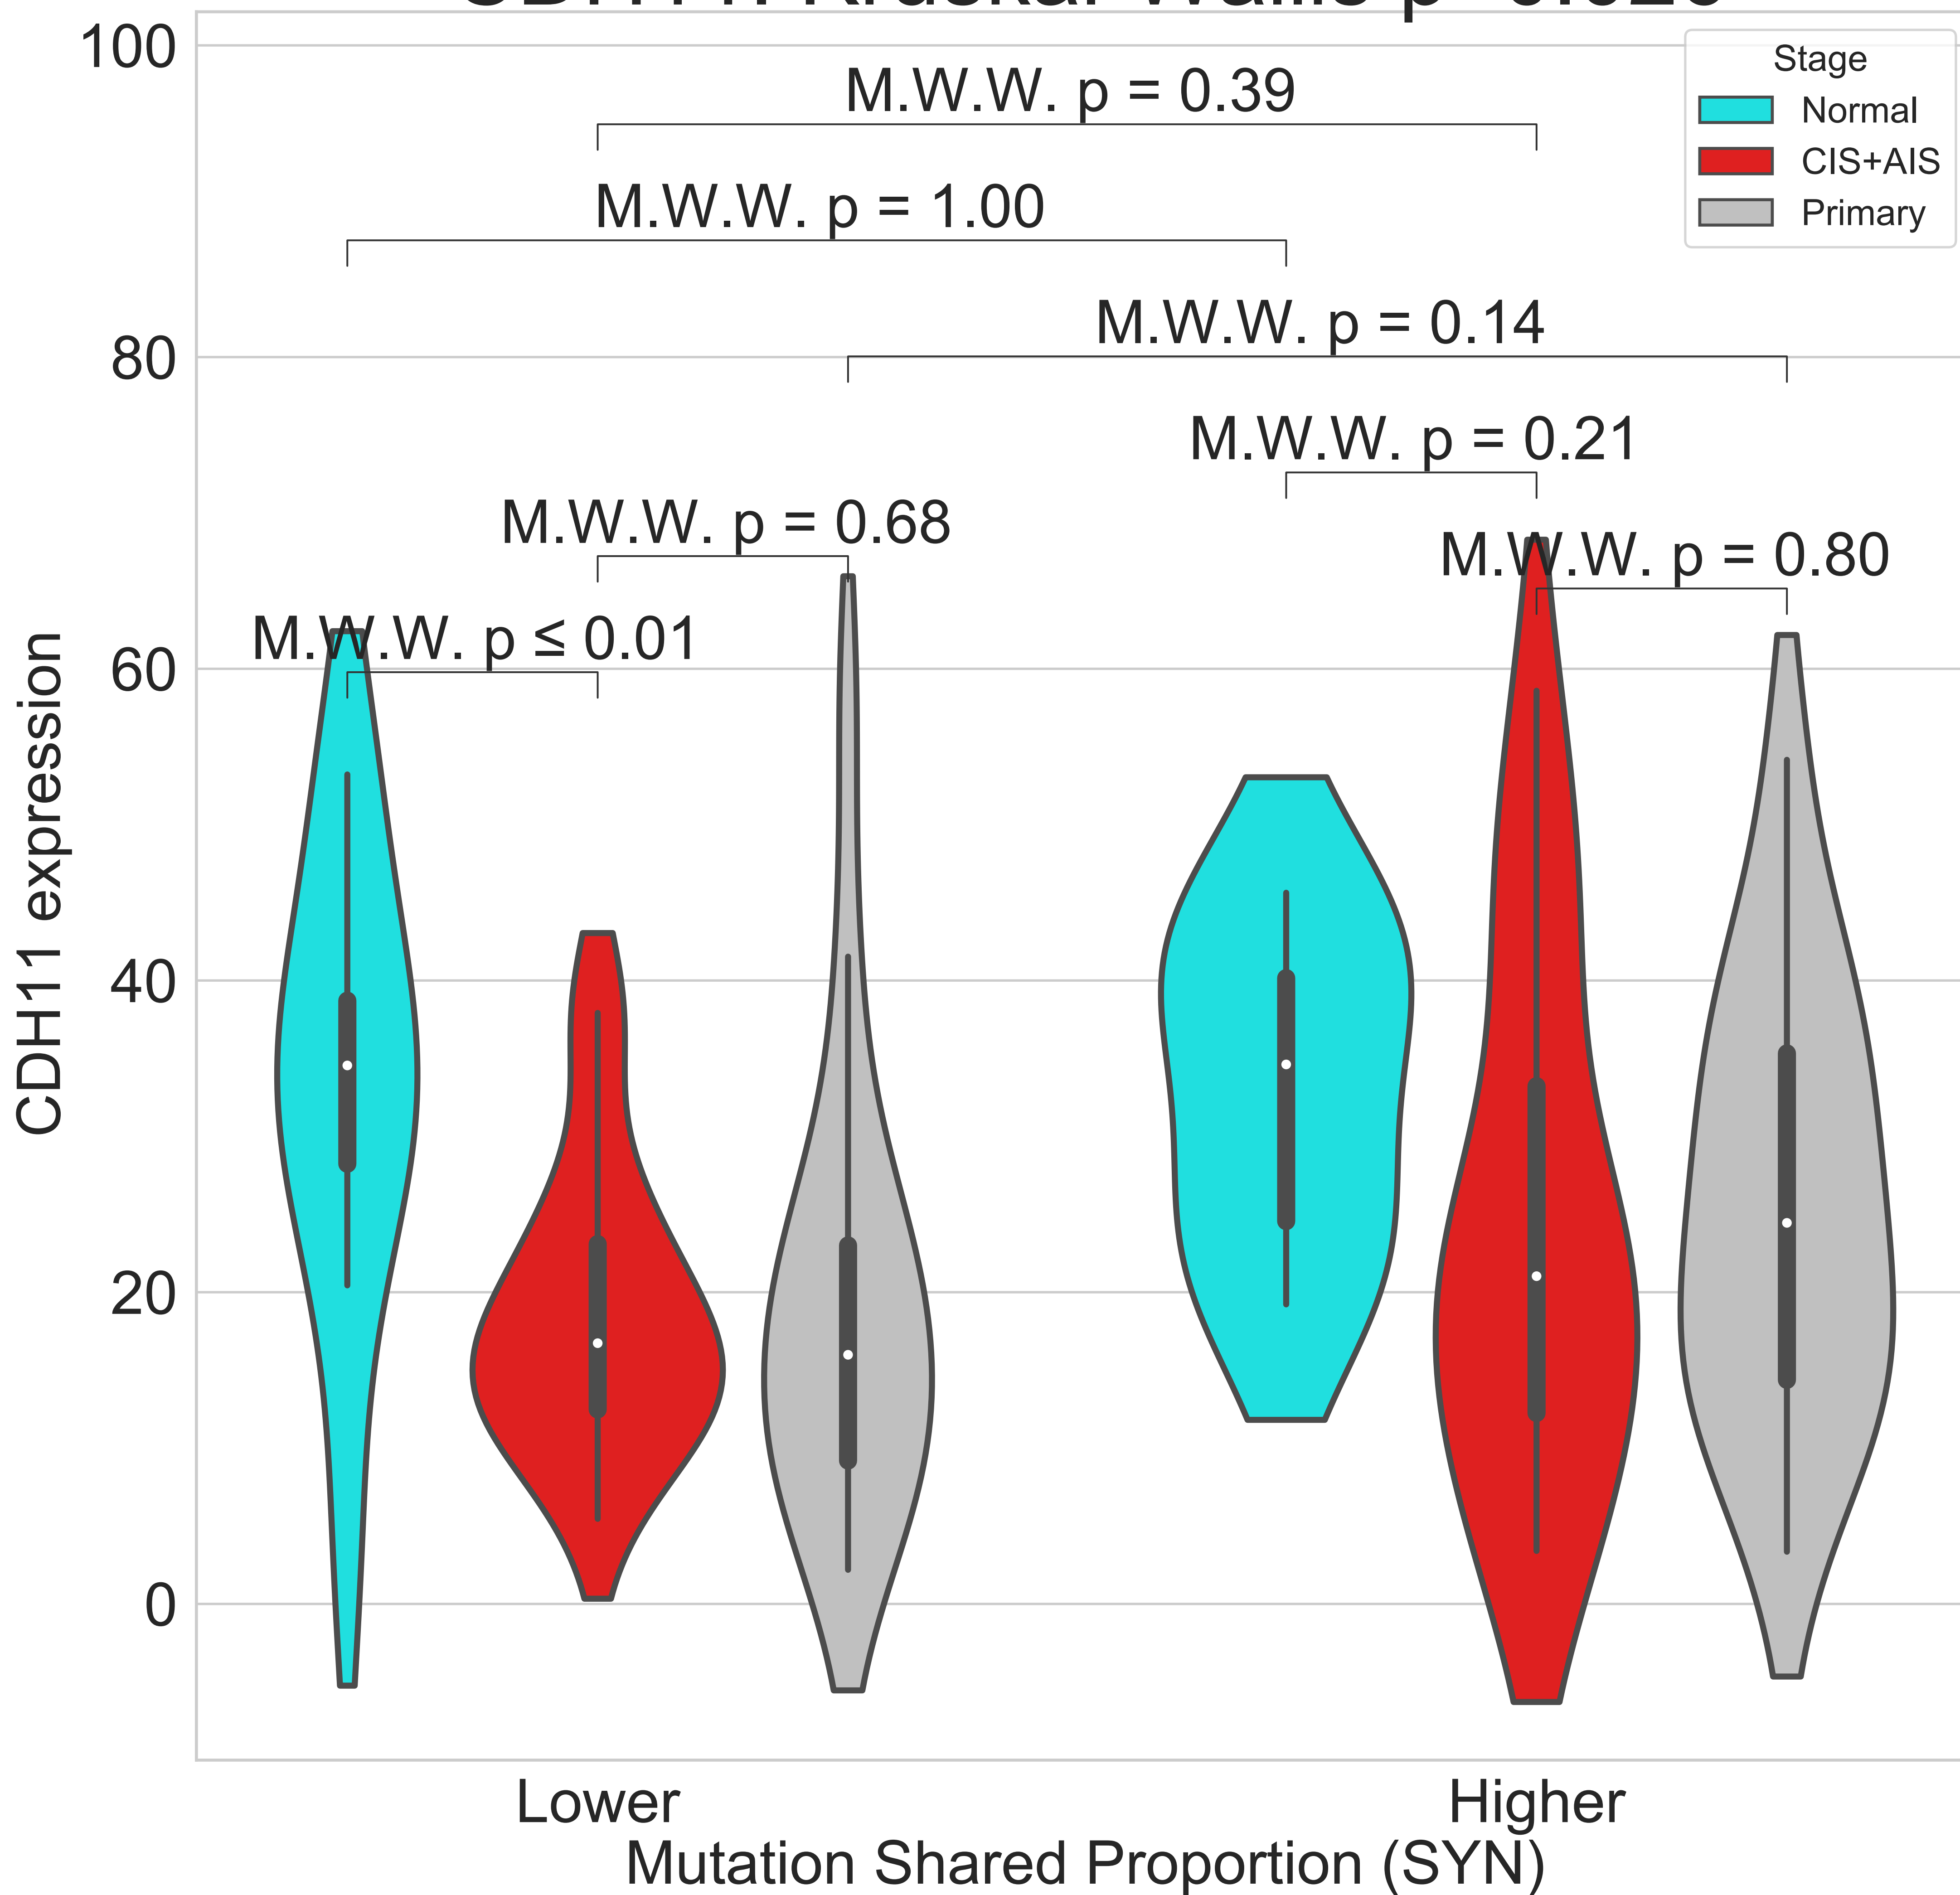 100
80
60
40
20
0
CDH11 expression
Stage
Normal
CIS+AIS
Primary
M.W.W. p = 0.39
M.W.W. p = 1.00
M.W.W. p = 0.14
M.W.W. p = 0.21
M.W.W. p = 0.68
M.W.W. p = 0.80
M.W.W. p ≤ 0.01
Lower
Higher
Mutation Shared Proportion (SYN)